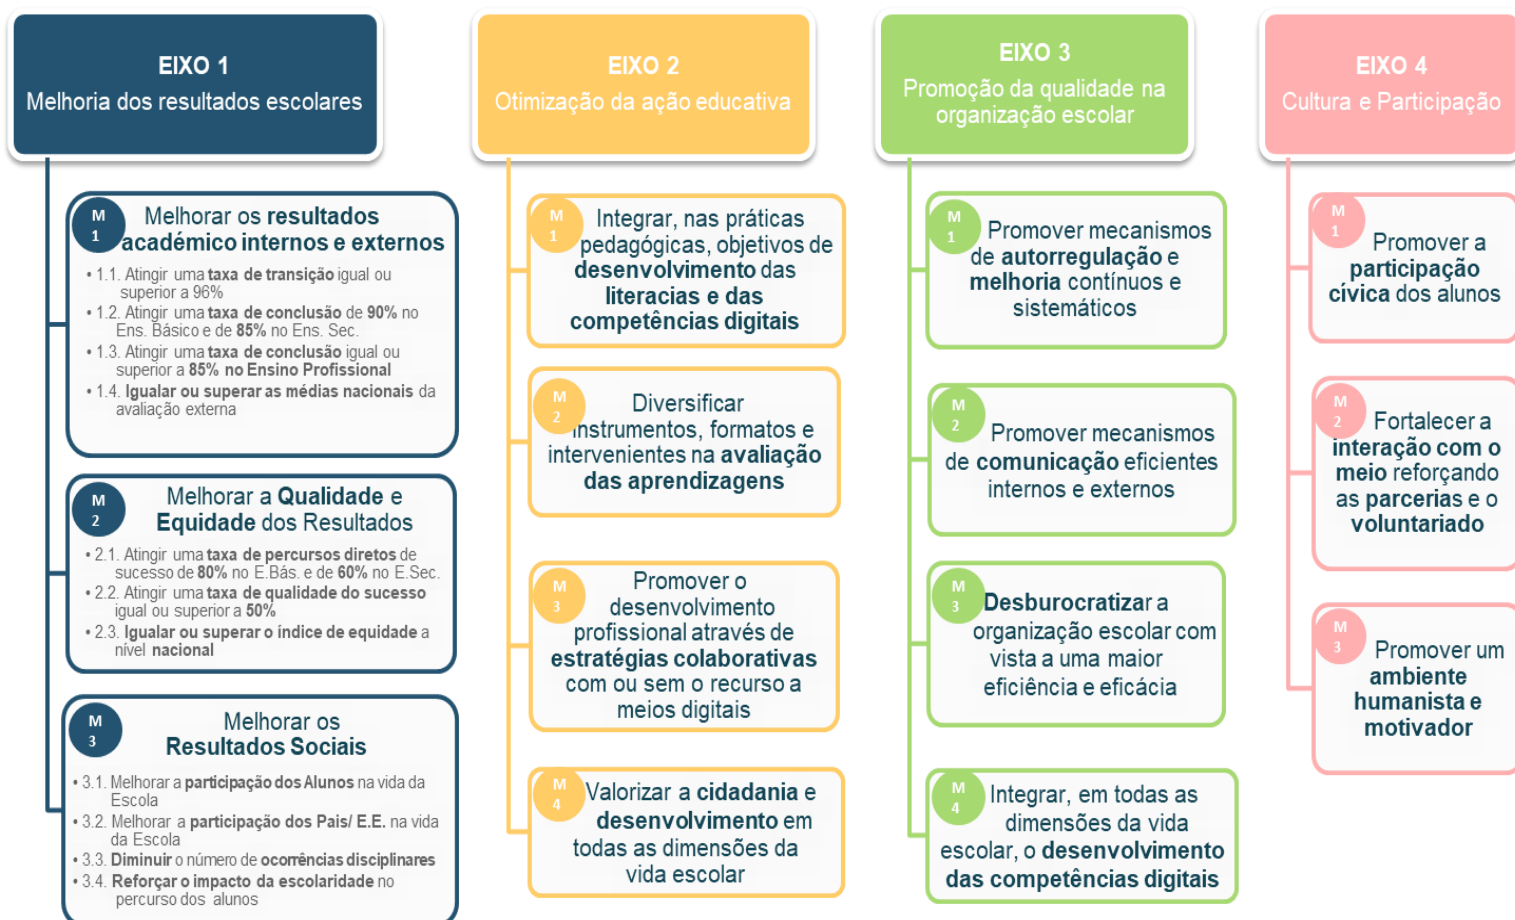 EIXO 1
Melhoria dos resultados escolares
M
1
Melhorar os resultados
académico internos e externos
• 1.1. Atingir uma taxa de transição igual ou
superior a 96%
• 1.2. Atingir uma taxa de conclusão de 90% no
Ens. Básico e de 85% no Ens. Sec.
• 1.3. Atingir uma taxa de conclusão igual ou
superior a 85% no Ensino Profissional
• 1.4. Igualar ou superar as médias nacionais da
avaliação externa
M
2
Melhorar a Qualidade e
Equidade dos Resultados
• 2.1. Atingir uma taxa de percursos diretos de
sucesso de 80% no E.Bás. e de 60% no E.Sec.
• 2.2. Atingir uma taxa de qualidade do sucesso
igual ou superior a 50%
• 2.3. Igualar ou superar o índice de equidade a
nível nacional
M
3
Melhorar os
Resultados Sociais
• 3.1. Melhorar a participação dos Alunos na vida da
Escola
• 3.2. Melhorar a participação dos Pais/ E.E. na vida
da Escola
• 3.3. Diminuir o número de ocorrências disciplinares
• 3.4. Reforçar o impacto da escolaridade no
percurso dos alunos
EIXO 2
Otimização da ação educativa
M
1
Integrar, nas práticas
pedagógicas, objetivos de
desenvolvimento das
literacias e das
competências digitais
M
2
Diversificar
instrumentos, formatos e
intervenientes na avaliação
das aprendizagens
M
3
Promover o
desenvolvimento
profissional através de
estratégias colaborativas
com ou sem o recurso a
meios digitais
M
4
Valorizar a cidadania e
desenvolvimento em
todas as dimensões da
vida escolar
EIXO 3
Promoção da qualidade na
organização escolar
M
1
Promover mecanismos
de autorregulação e
melhoria contínuos e
sistemáticos
M
2
Promover mecanismos
de comunicação eficientes
internos e externos
M
3
Desburocratizar a
organização escolar com
vista a uma maior
eficiência e eficácia
M
4
Integrar, em todas as
dimensões da vida
escolar, o desenvolvimento
das competências digitais
EIXO 4
Cultura e Participação
M
1
Promover a
participação
cívica dos alunos
M
2
Fortalecer a
interação com o
meio reforçando
as parcerias e o
voluntariado
M
3
Promover um
ambiente
humanista e
motivador